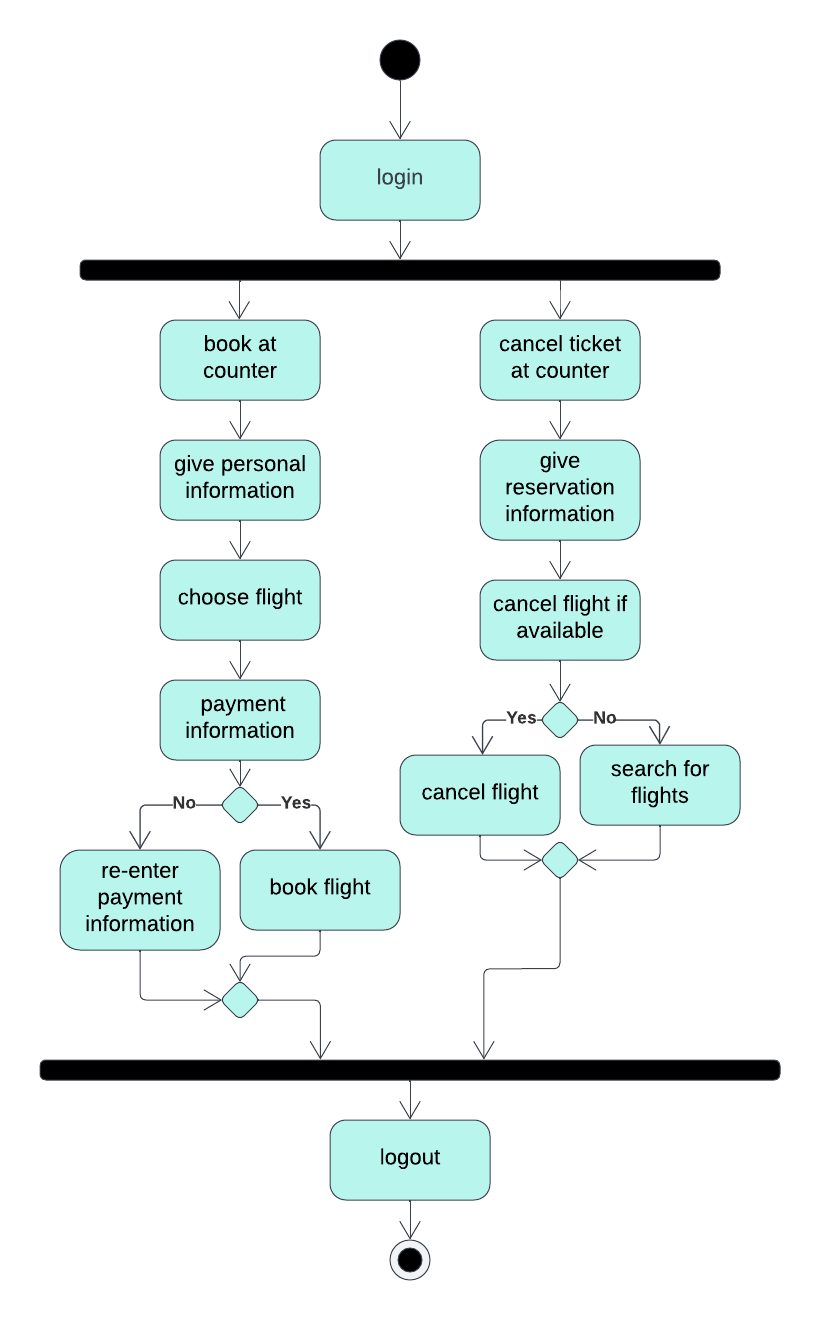 login
book at
counter
cancel ticket
at counter
give personal
information
give
reservation
information
choose flight
cancel flight if
available
payment
information
Yes
No
cancel flight
search for
flights
No
Yes
re-enter
payment
information
book flight
logout